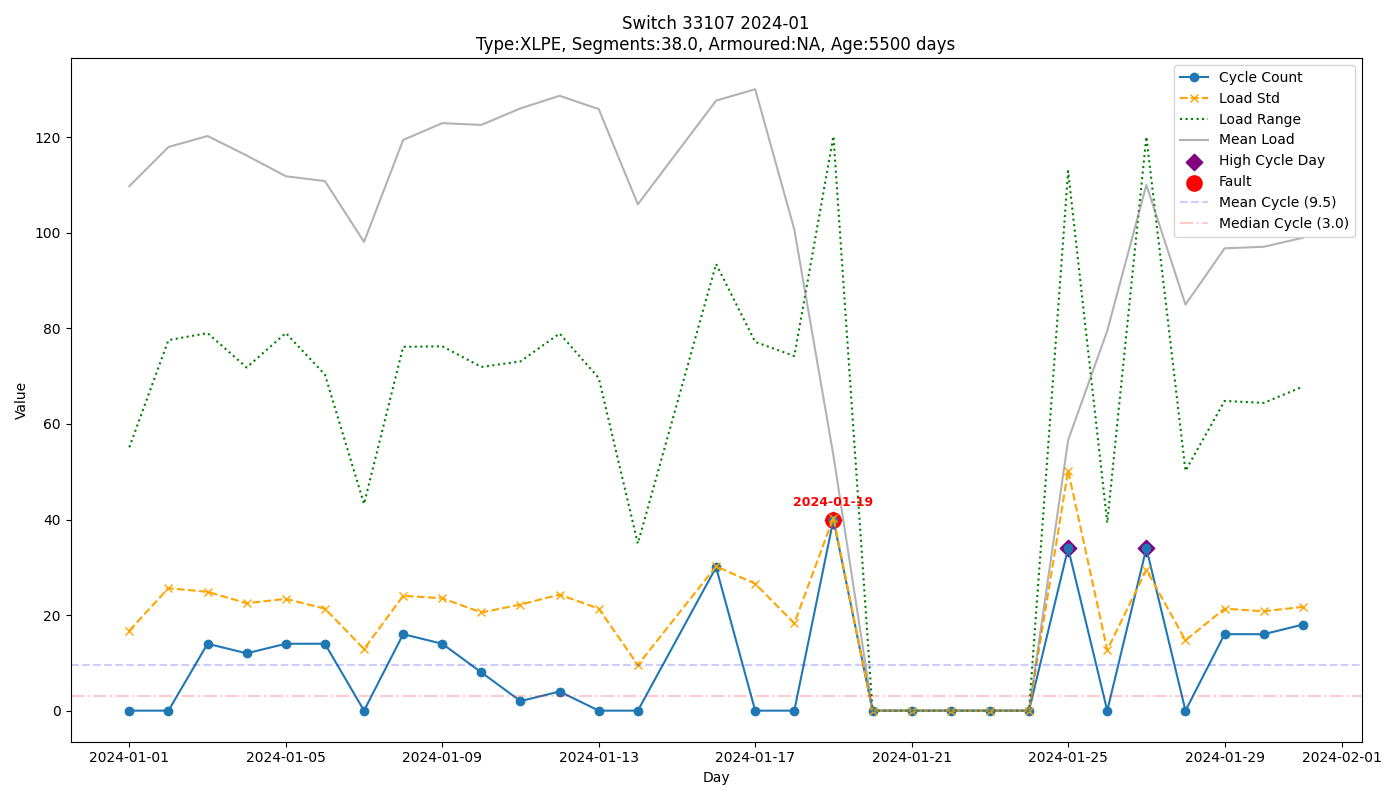 Switch 33107 2024-01
Type:XLPE, Segments:38.0, Armoured:NA, Age:5500 days
Cycle Count
Load Std
Load Range
Mean Load
High Cycle Day
Fault
Mean Cycle (9.5)
Median Cycle (3.0)
120
100
80
60
40
20
0
Value
2024-01-19
2024-01-01
2024-01-05
2024-01-09
2024-01-13
2024-01-17
2024-01-21
2024-01-25
2024-01-29
2024-02-01
Day